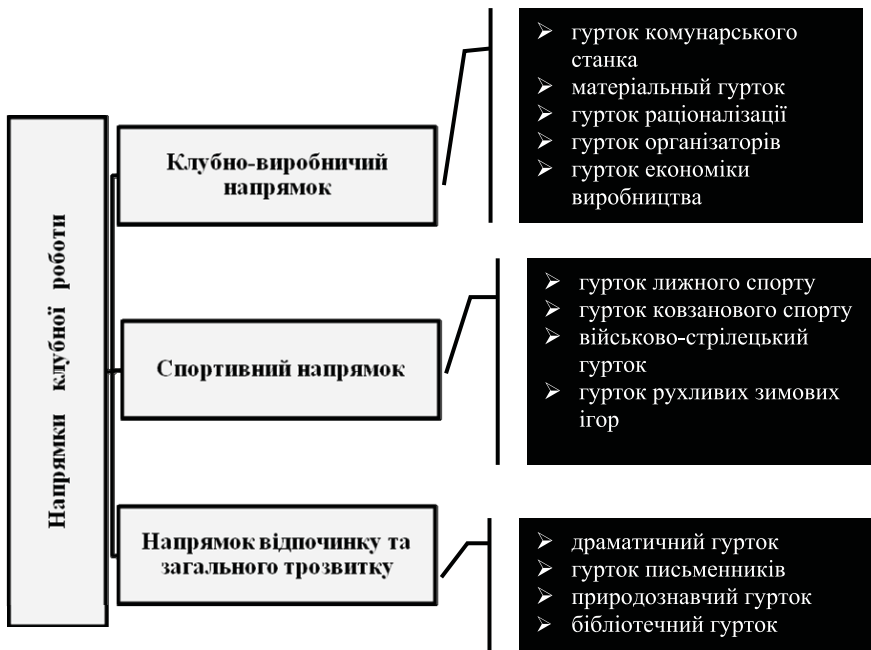 Напрямки клубної роботи
Клубно-виробничий
напрямок
➢ гурток комунарського
станка
➢ матеріальный гурток
➢ гурток раціоналізації
➢ гурток організаторів
➢ гурток економіки
виробництва
Спортивний напрямок
➢ гурток лижного спорту
➢ гурток ковзанового спорту
➢ військово-стрілецький
гурток
➢ гурток рухливих зимових
ігор
Напрямок відпочинку та
загального трозвитку
➢ драматичний гурток
➢ гурток письменників
➢ природознавчий гурток
➢ бібліотечний гурток